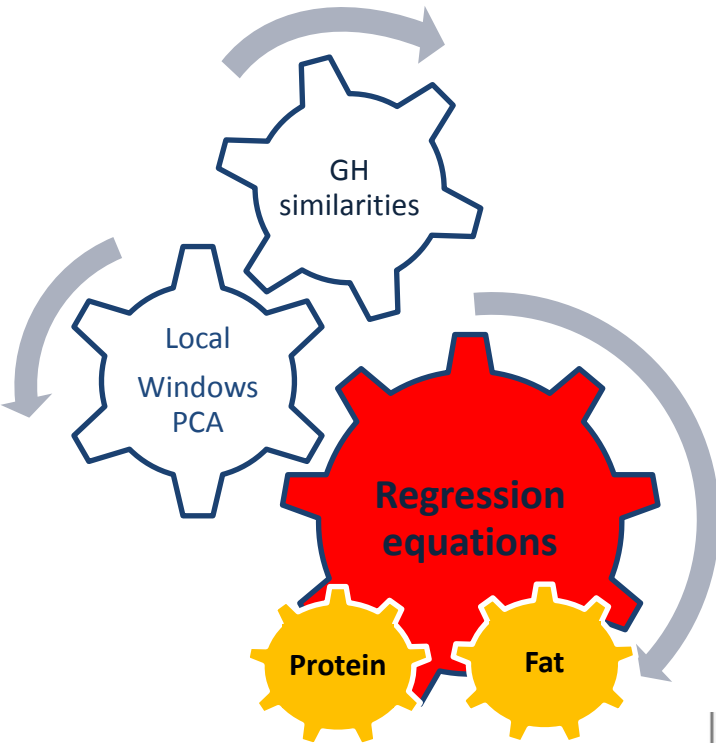 GH
similarities
Local
Windows
PCA
Regression
equations
Protein
Fat